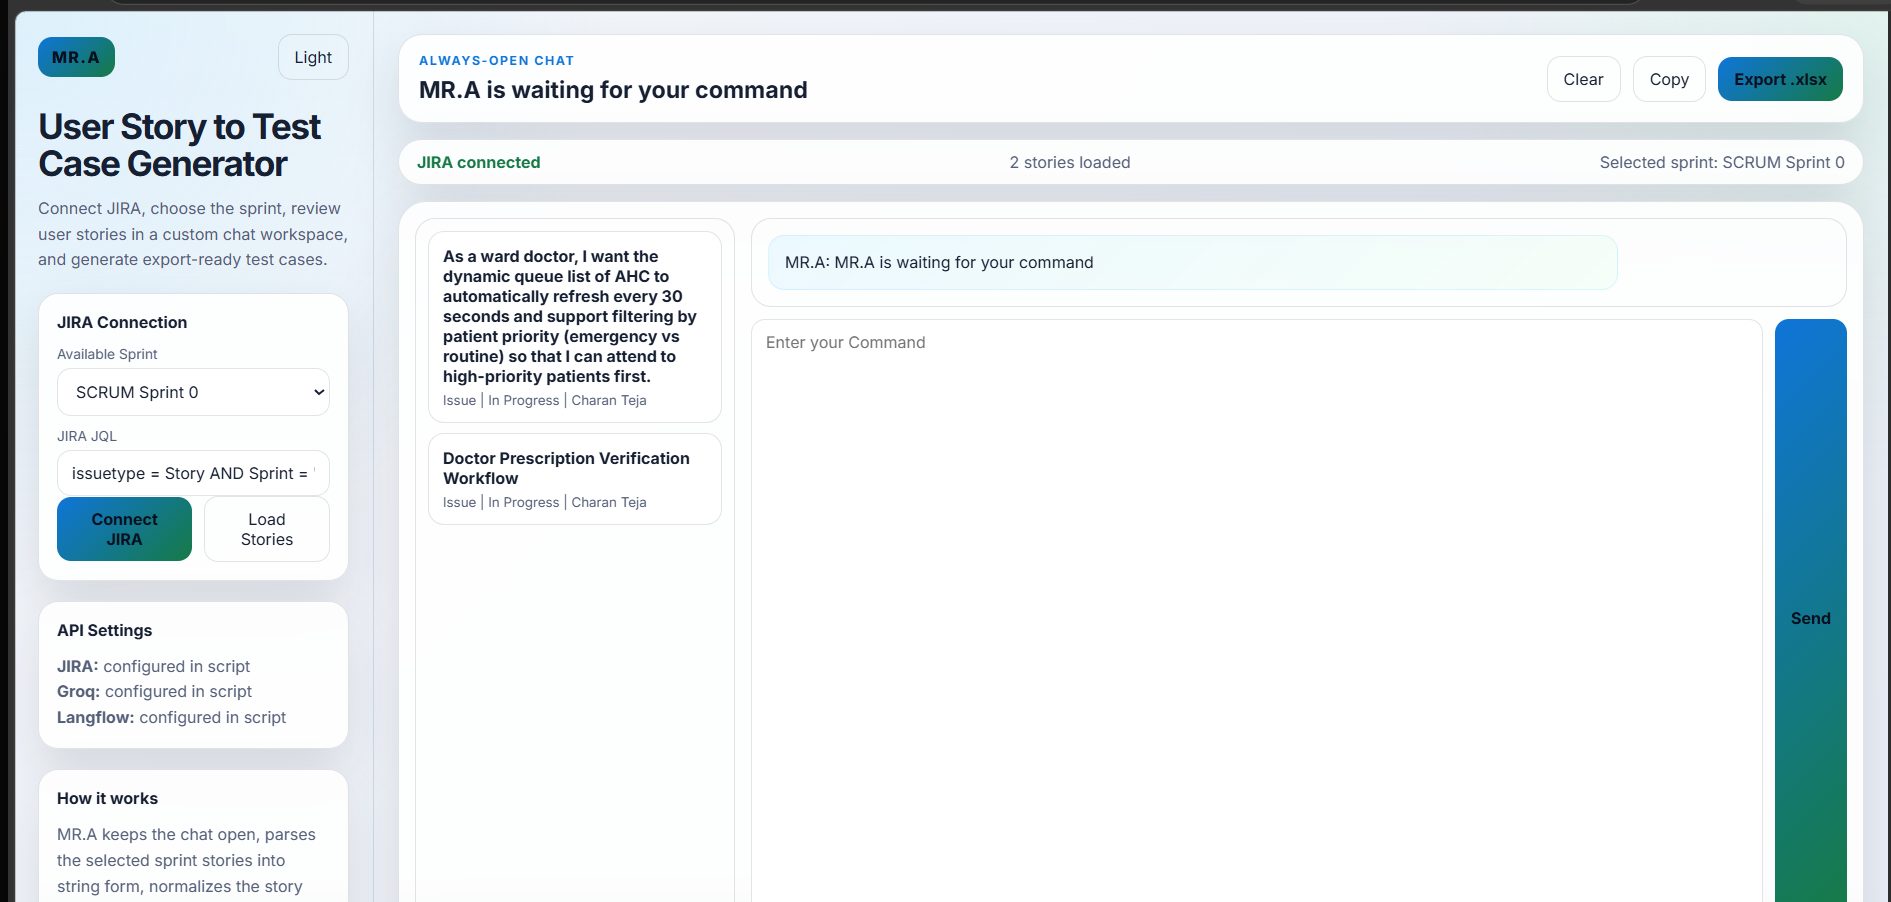 MR.A
Light
User Story to Test
Case Generator
Connect JIRA, choose the sprint, review
user stories in a custom chat workspace,
and generate export-ready test cases.
JIRA Connection
Available Sprint
SCRUM Sprint 0
JIRA JQL
issuetype = Story AND Sprint = '
Connect
JIRA
Load
Stories
API Settings
JIRA: configured in script
Groq: configured in script
Langflow: configured in script
How it works
MR.A keeps the chat open, parses
the selected sprint stories into
string form, normalizes the story
ALWAYS-OPEN CHAT
MR.A is waiting for your command
Clear
Copy
Export .xlsx
JIRA connected
2 stories loaded
Selected sprint: SCRUM Sprint 0
As a ward doctor, I want the
dynamic queue list of AHC to
automatically refresh every 30
seconds and support filtering by
patient priority (emergency vs
routine) so that I can attend to
high-priority patients first.
Issue | In Progress | Charan Teja
Doctor Prescription Verification
Workflow
Issue | In Progress | Charan Teja
MR.A: MR.A is waiting for your command
Enter your Command
Send